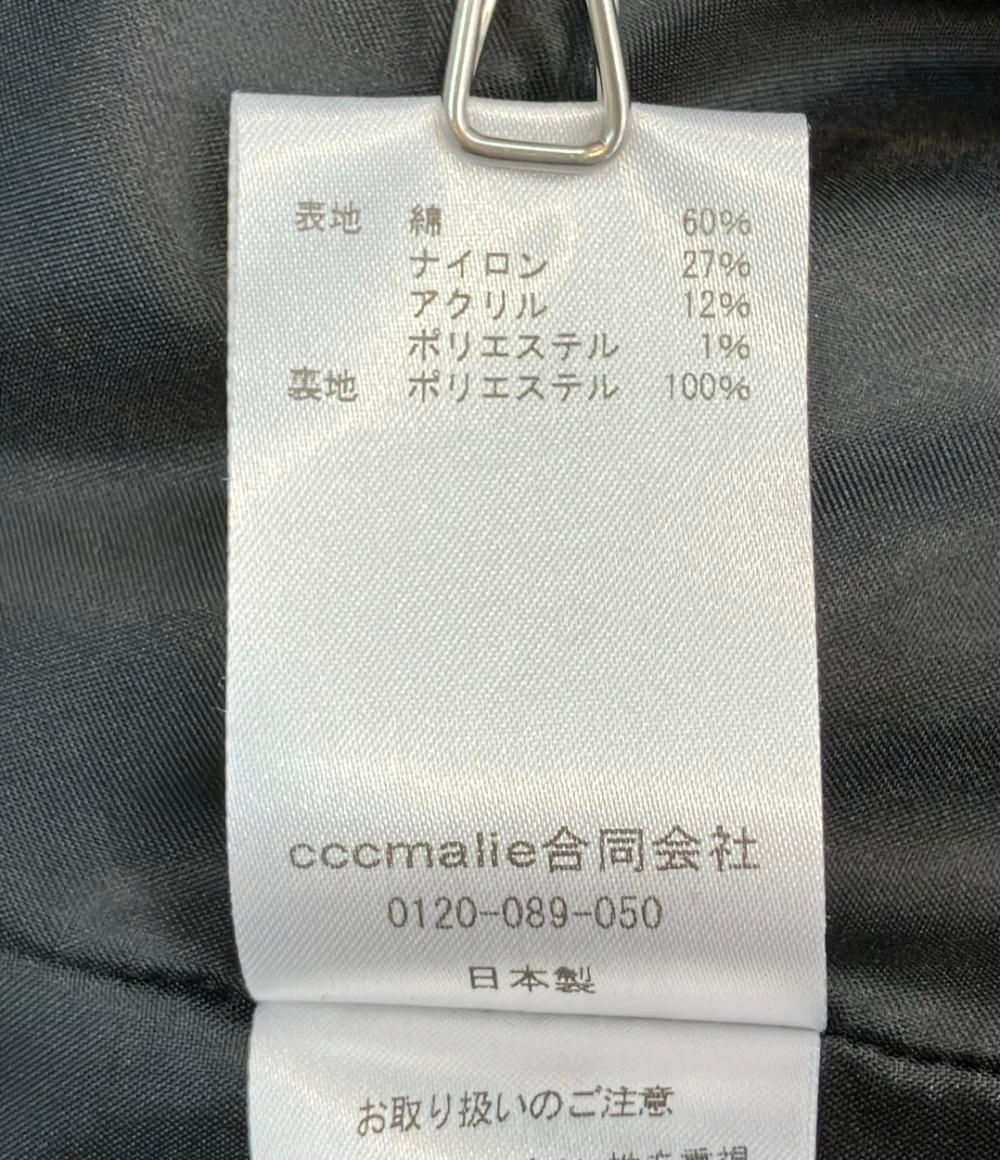 表地 綿 60%
ナイロン 27%
アクリル 12%
ポリエステル 1%
裏地 ポリエステル 100%
cccmalie合同会社
0120-089-050
日本製
お取り扱いのご注意